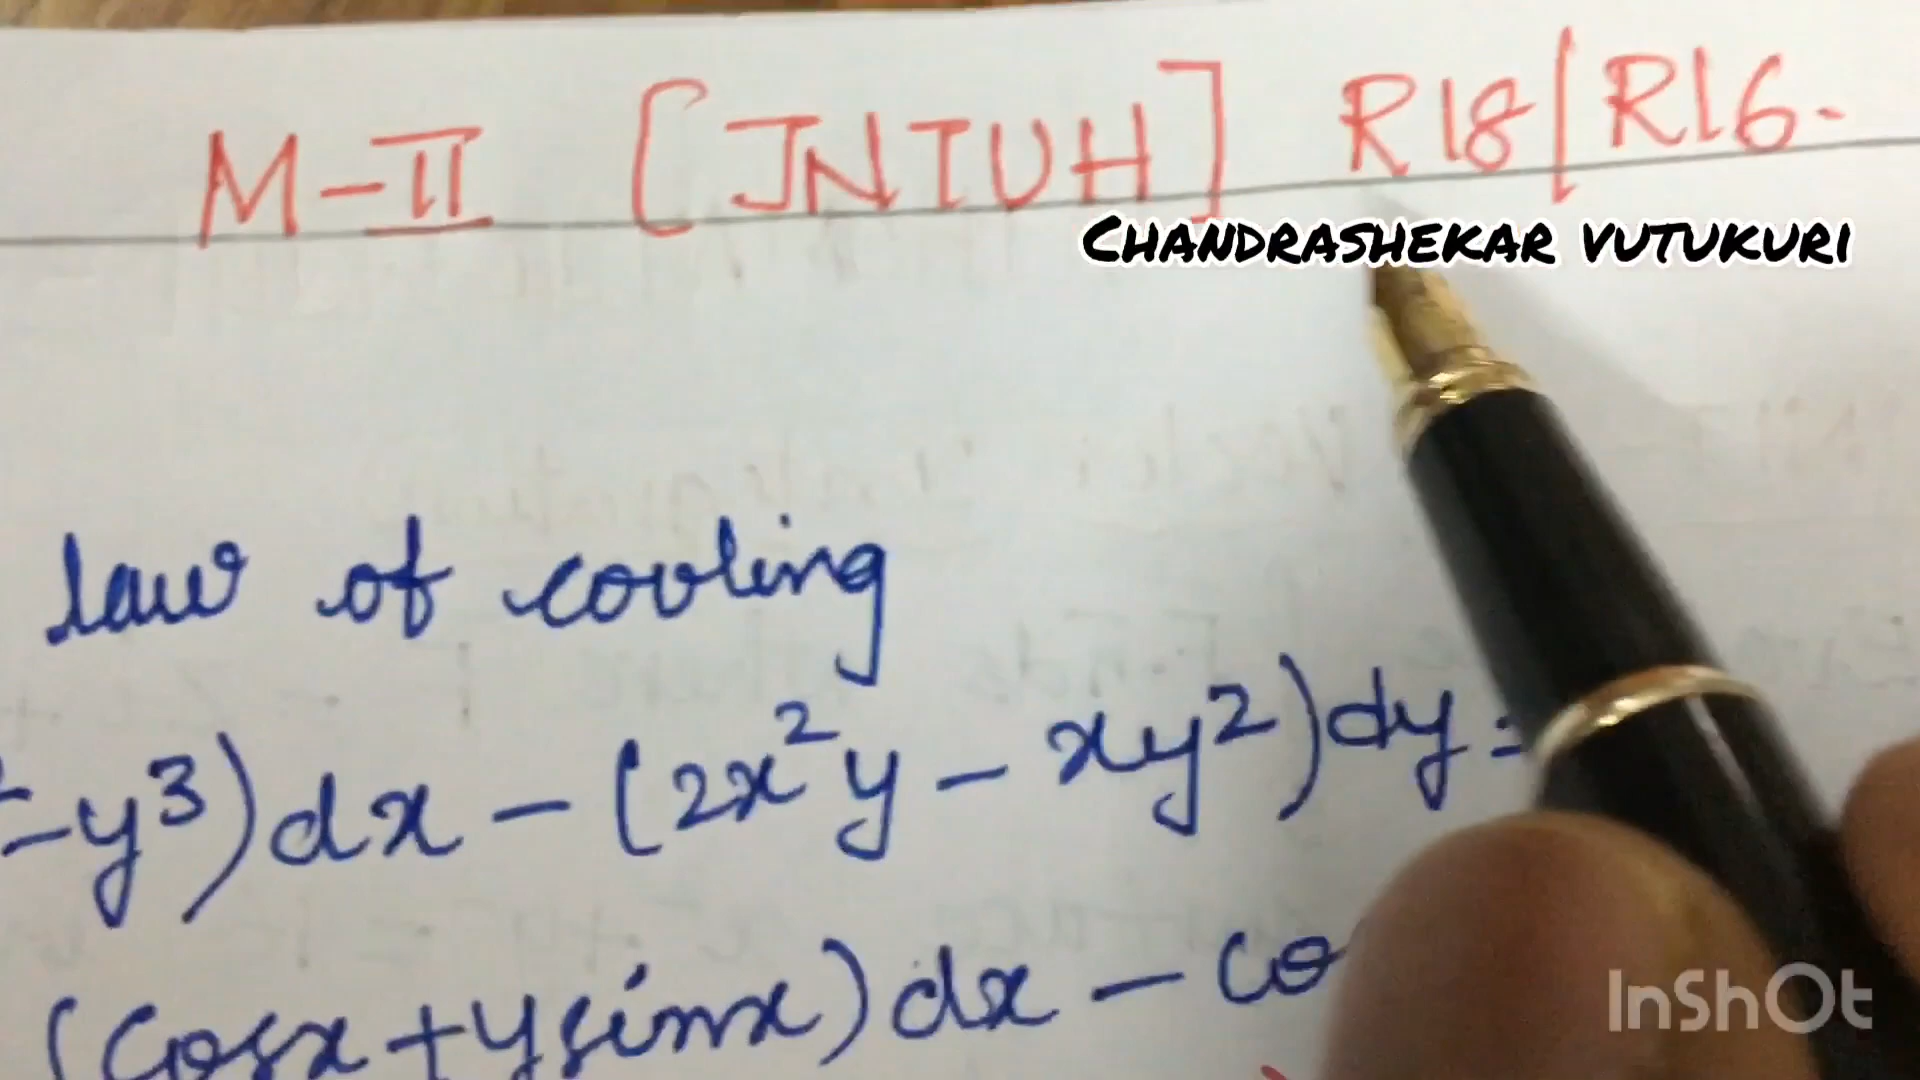 M-II [JNTUH] R18/R16.
CHANDRASHEKAR VUTUKURI
law of cooling
-y³)dx - (2x²y - xy²)dy=
(cosx+ysinx)dx - co
InShOt